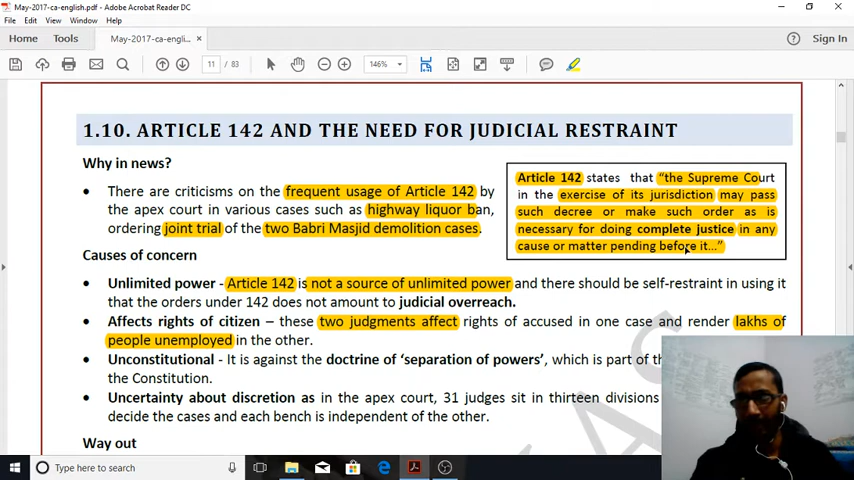 May-2017-ca-english.pdf - Adobe Acrobat Reader DC
File Edit View Window Help
Home Tools May-2017-ca-engli... × Sign In
11 / 83 146%
1.10. ARTICLE 142 AND THE NEED FOR JUDICIAL RESTRAINT
Why in news?
• There are criticisms on the frequent usage of Article 142 by
the apex court in various cases such as highway liquor ban,
ordering joint trial of the two Babri Masjid demolition cases.
Article 142 states that “the Supreme Court
in the exercise of its jurisdiction may pass
such decree or make such order as is
necessary for doing complete justice in any
cause or matter pending before it...”
Causes of concern
• Unlimited power - Article 142 is not a source of unlimited power and there should be self-restraint in using it
that the orders under 142 does not amount to judicial overreach.
• Affects rights of citizen – these two judgments affect rights of accused in one case and render lakhs of
people unemployed in the other.
• Unconstitutional - It is against the doctrine of ‘separation of powers’, which is part of
the Constitution.
• Uncertainty about discretion as in the apex court, 31 judges sit in thirteen divisions
decide the cases and each bench is independent of the other.
Way out
Type here to search